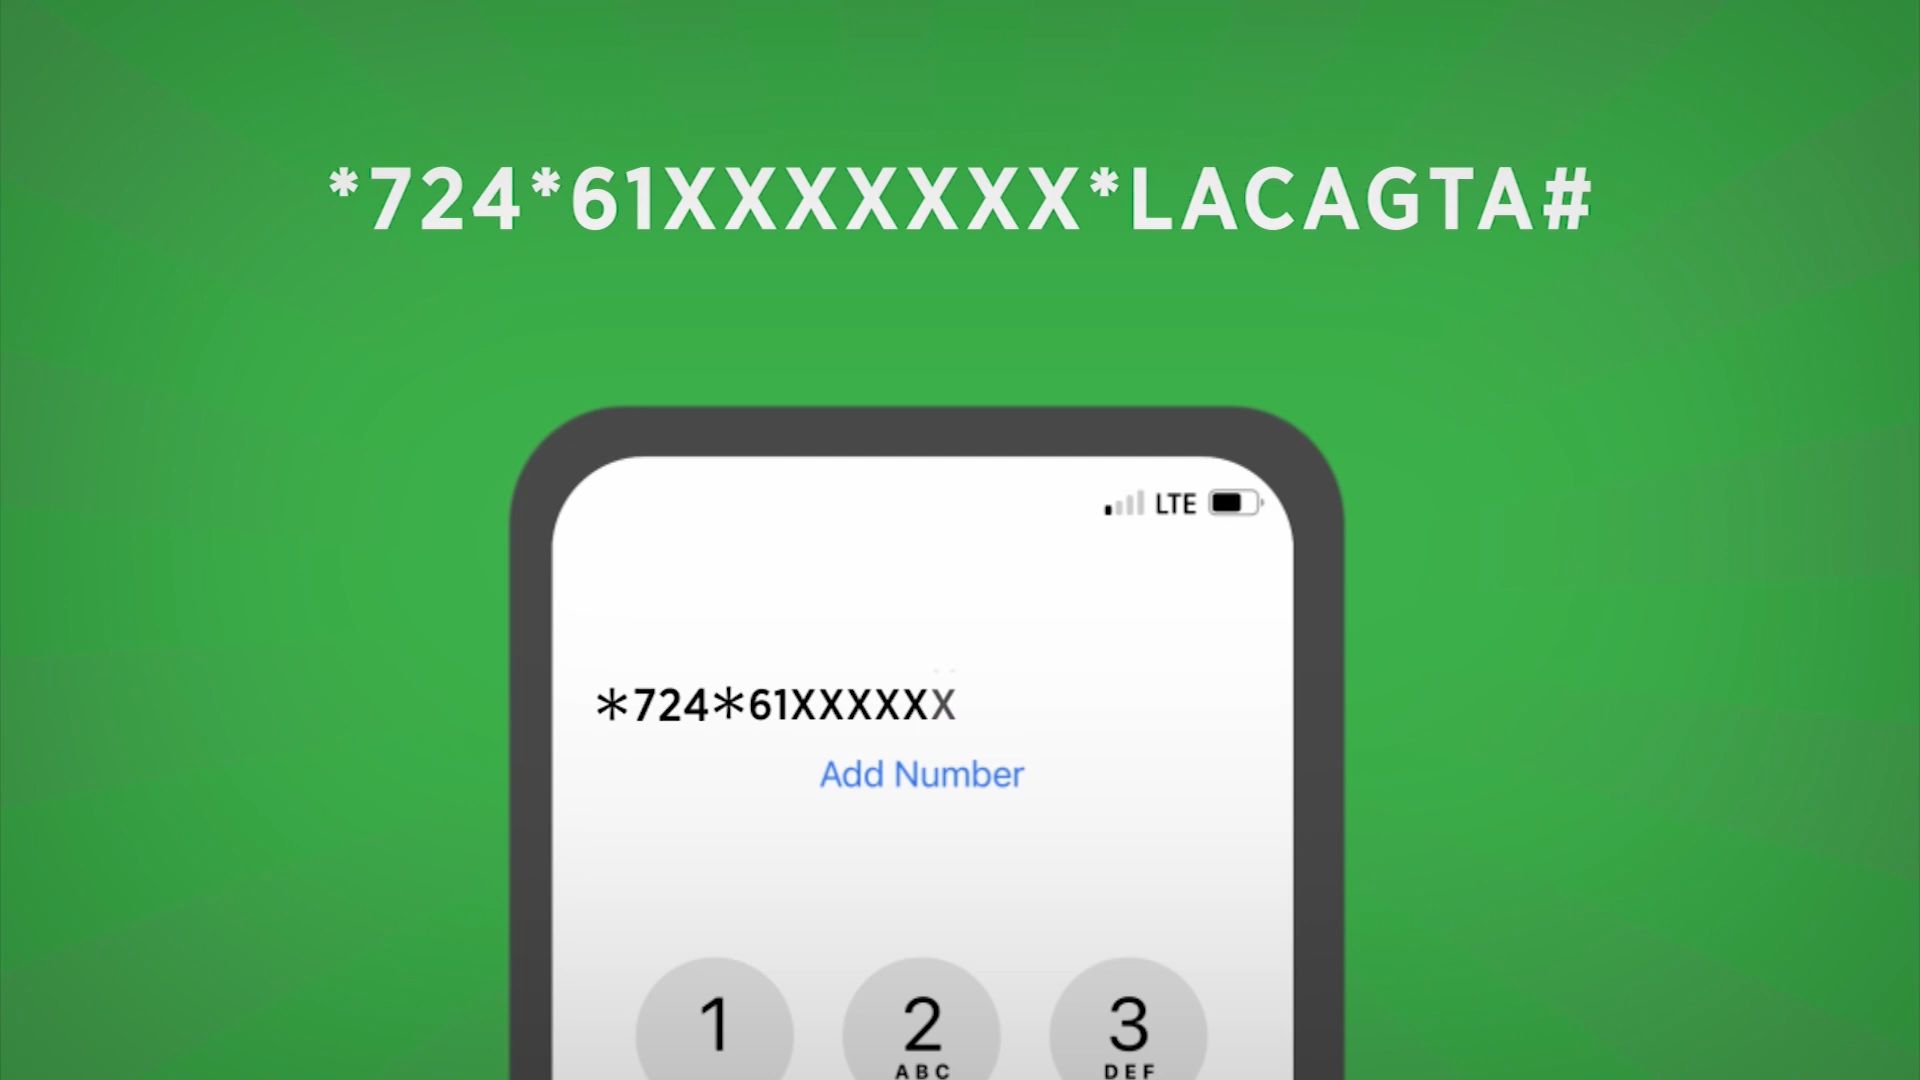 *724*61XXXXXXX*LACAGTA#
LTE
*724*61XXXXXX
Add Number
1 2 3
ABC DEF